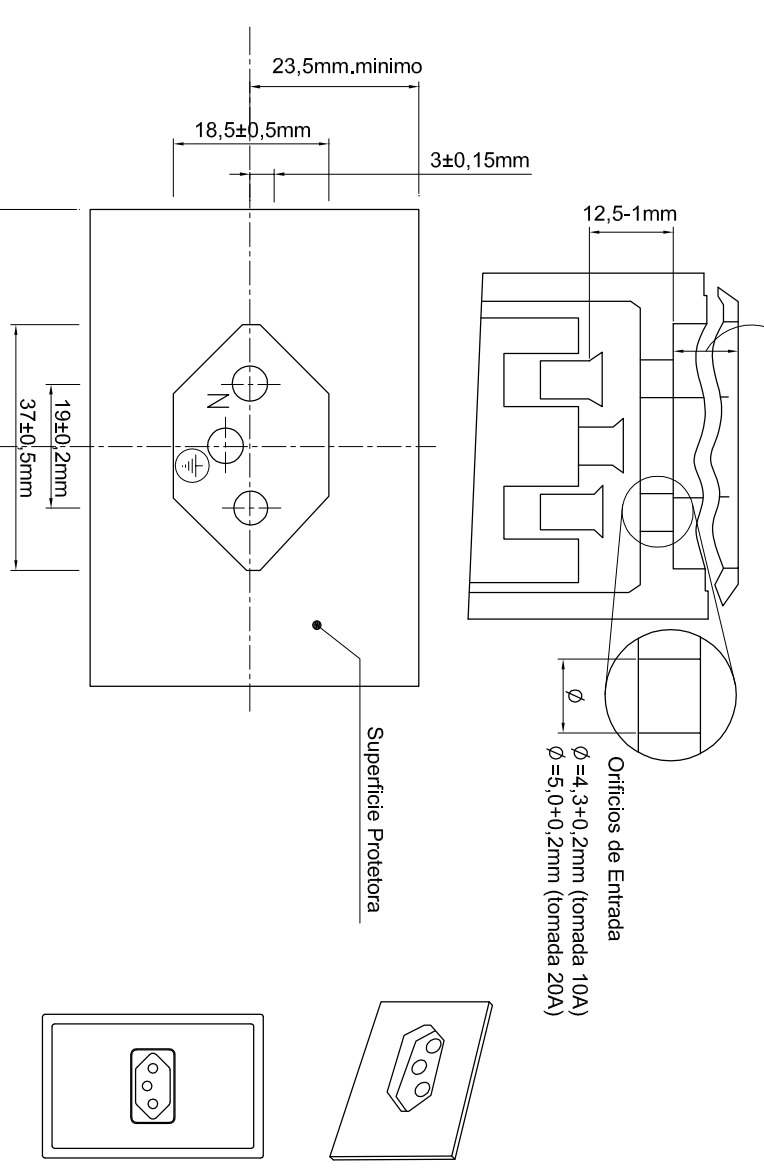 23,5mm.minimo
18,5±0,5mm
3±0,15mm
12,5-1mm
N
19±0,2mm
37±0,5mm
Ø
Orificios de Entrada
Ø=4,3+0,2mm (tomada 10A)
Ø=5,0+0,2mm (tomada 20A)
Superficie Protetora